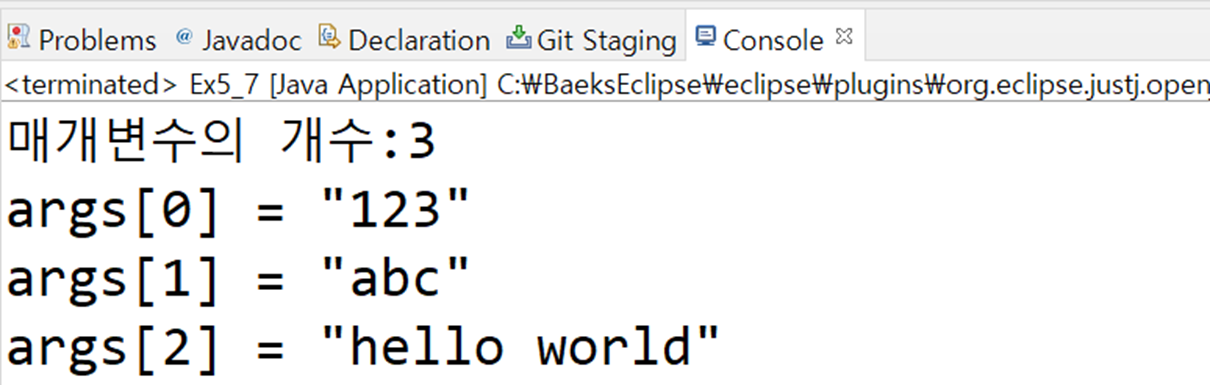 Problems @ Javadoc Declaration Git Staging Console
<terminated> Ex5_7 [Java Application] C:₩BaeksEclipse₩eclipse₩plugins₩org.eclipse.justj.open
매개변수의 개수:3
args[0] = "123"
args[1] = "abc"
args[2] = "hello world"